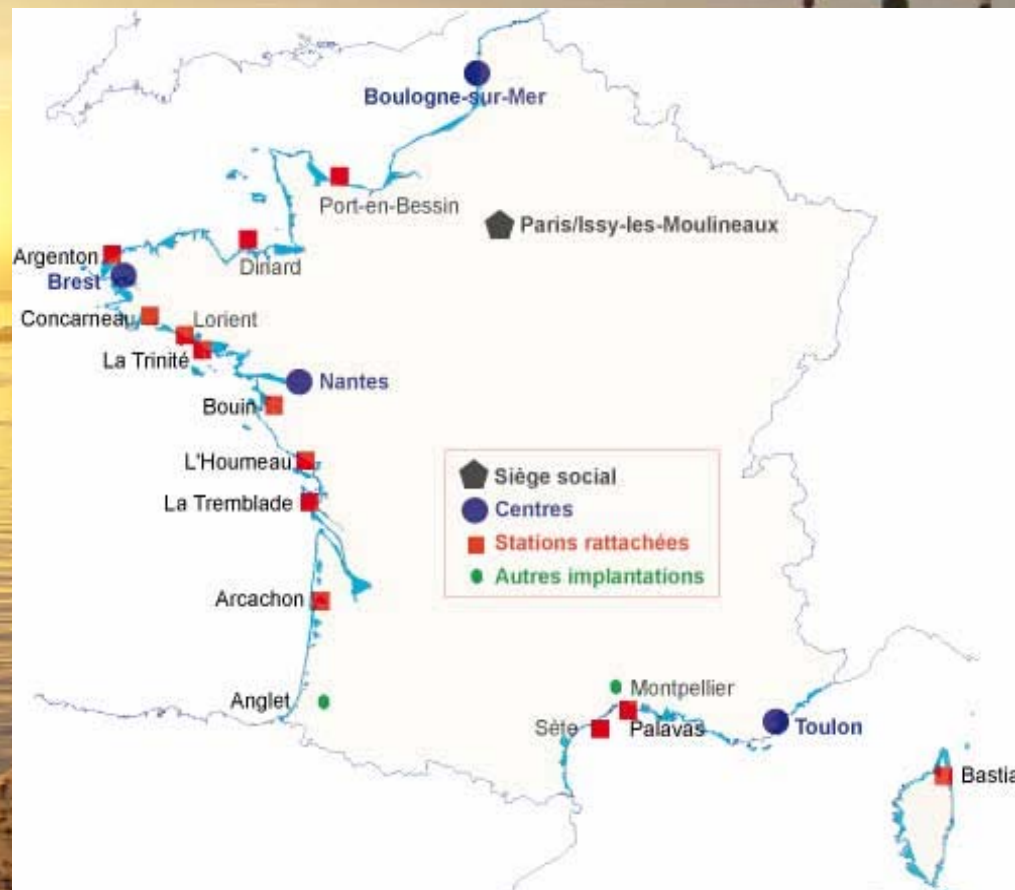 Boulogne-sur-Mer
Port-en-Bessin
Paris/Issy-les-Moulineaux
Dinard
Argenton
Brest
Concarneau
Lorient
La Trinité
Nantes
Bouin
L'Houmeau
La Tremblade
Siège social
Centres
Stations rattachées
Autres implantations
Arcachon
Anglet
Montpellier
Sète
Palavas
Toulon
Bastia